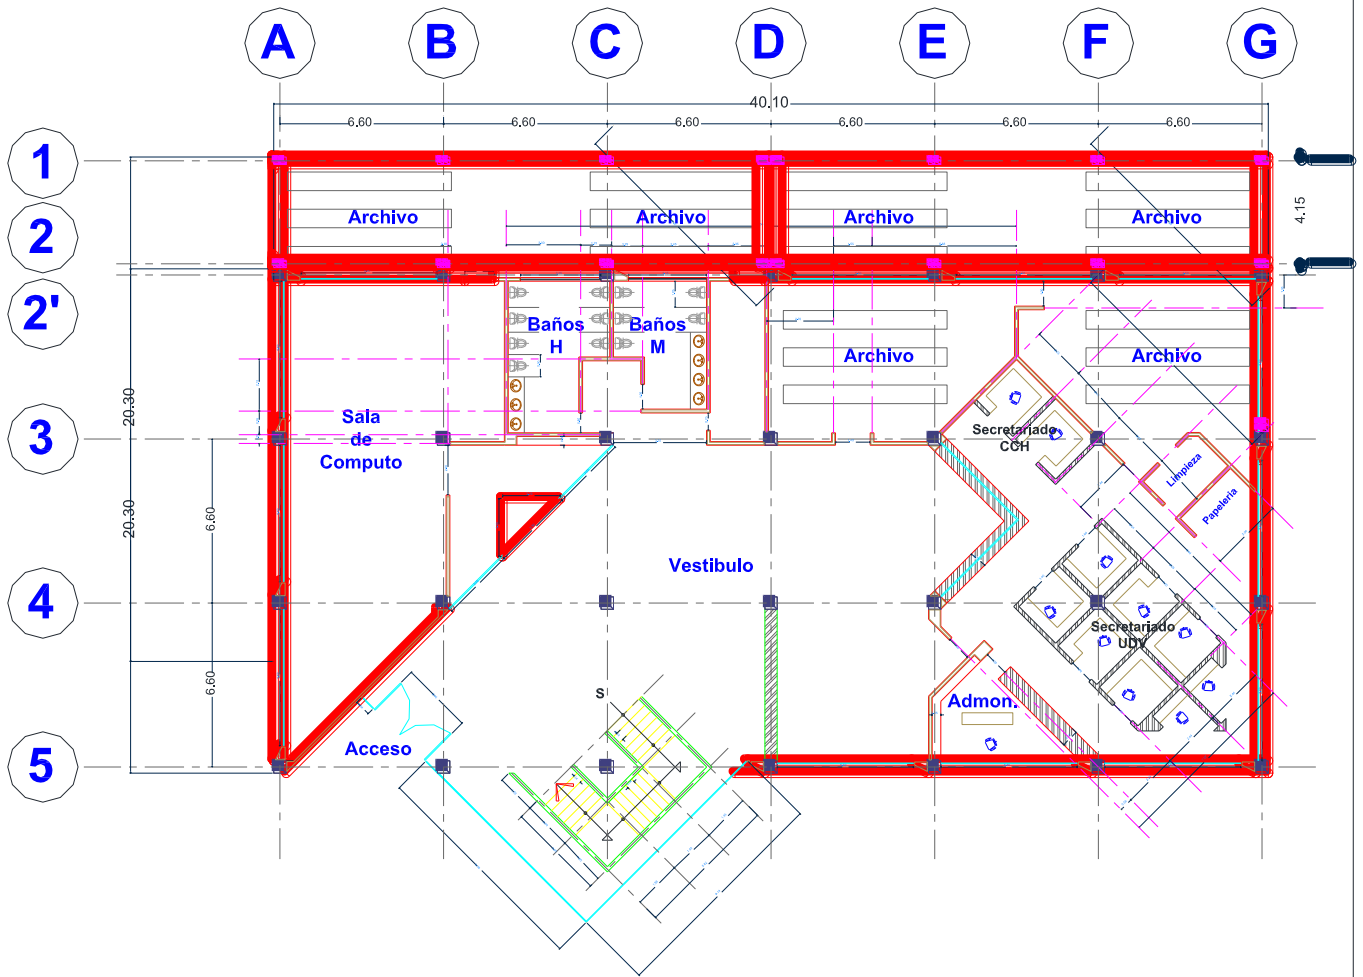 A B C D E F G
40.10
6.60 6.60 6.60 6.60 6.60 6.60
1
2
2'
3
4
5
4.15
Archivo Archivo Archivo Archivo
Baños
H
Baños
M
Archivo Archivo
20.30
20.30
6.60
6.60
Sala
de
Computo
Secretariado
CCH
Limpieza
Papeleria
Vestibulo
Secretariado
UDV
S
Admon.
Acceso